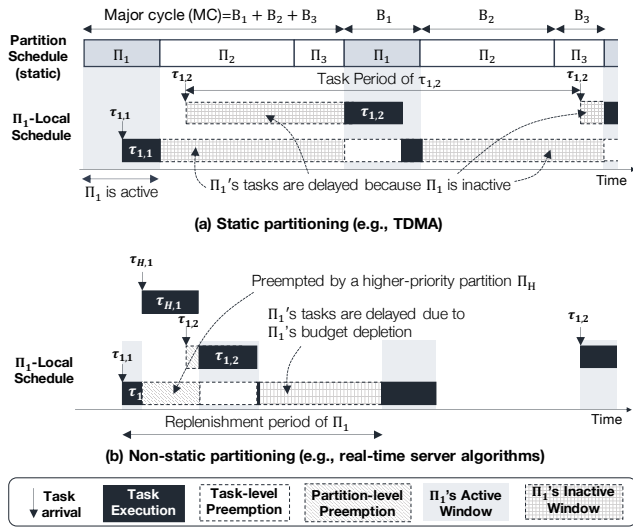 Major cycle (MC)=B₁ + B₂ + B₃
B₁
B₂
B₃
Partition
Schedule
(static)
Π₁
Π₂
Π₃
Π₁
Π₂
Π₃
τ₁,₂
Task Period of τ₁,₂
τ₁,₂
Π₁-Local
Schedule
τ₁,₁
τ₁,₂
τ₁,₁
Π₁'s tasks are delayed because Π₁ is inactive
Π₁ is active
Time
(a) Static partitioning (e.g., TDMA)
τH,₁
Preempted by a higher-priority partition ΠH
τH,₁
Π₁'s tasks are delayed due to
Π₁'s budget depletion
τ₁,₂
τ₁,₂
Π₁-Local
Schedule
τ₁,₁
τ₁,₂
τ₁
Replenishment period of Π₁
Time
(b) Non-static partitioning (e.g., real-time server algorithms)
Task
arrival
Task
Execution
Task-level
Preemption
Partition-level
Preemption
Π₁'s Active
Window
Π₁'s Inactive
Window